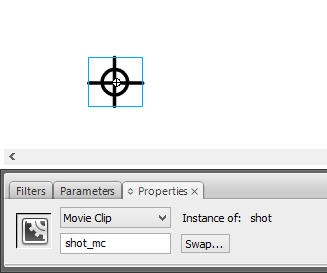 Filters Parameters Properties
Movie Clip Instance of: shot
shot_mc Swap...